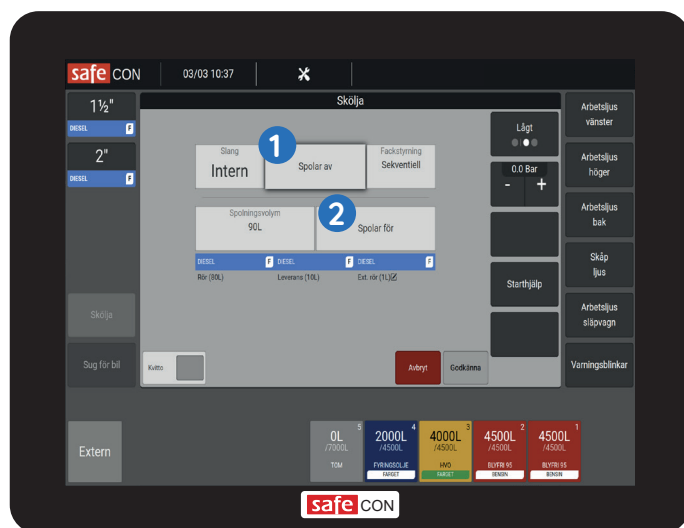 safe CON
03/03 10:37
1½"
DIESEL F
2"
DIESEL F
Skölja
Sug för bil
Extern
Skölja
Slang
Intern
1
Spolar av
Fackstyrning
Sekventiell
Spolningsvolym
90L
2
Spolar för
DIESEL F DIESEL F DIESEL F
Rör (80L) Leverans (10L) Ext. rör (1L)
Kvitto
Avbryt
Godkänna
Lågt
0.0 Bar
- +
Starthjälp
Arbetsljus
vänster
Arbetsljus
höger
Arbetsljus
bak
Skåp
ljus
Arbetsljus
släpvagn
Varningsblinkar
5
0L
/7000L
TOM
4
2000L
/4500L
FYRINGSOLJE
FARGET
3
4000L
/4500L
HVO
FARGET
2
4500L
/4500L
BLYFRI 95
BENSIN
1
4500L
/4500L
BLYFRI 95
BENSIN
safe CON